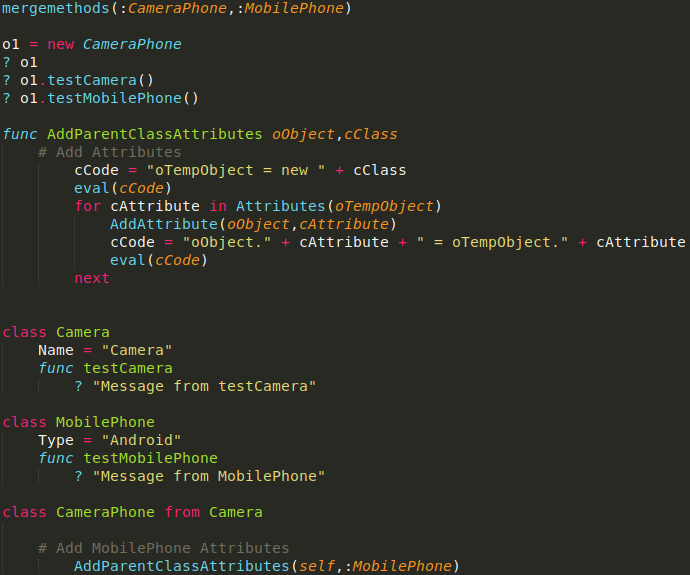 mergemethods(:CameraPhone,:MobilePhone)
o1 = new CameraPhone
? o1
? o1.testCamera()
? o1.testMobilePhone()
func AddParentClassAttributes oObject,cClass
# Add Attributes
cCode = "oTempObject = new " + cClass
eval(cCode)
for cAttribute in Attributes(oTempObject)
AddAttribute(oObject,cAttribute)
cCode = "oObject." + cAttribute + " = oTempObject." + cAttribute
eval(cCode)
next
class Camera
Name = "Camera"
func testCamera
? "Message from testCamera"
class MobilePhone
Type = "Android"
func testMobilePhone
? "Message from MobilePhone"
class CameraPhone from Camera
# Add MobilePhone Attributes
AddParentClassAttributes(self,:MobilePhone)